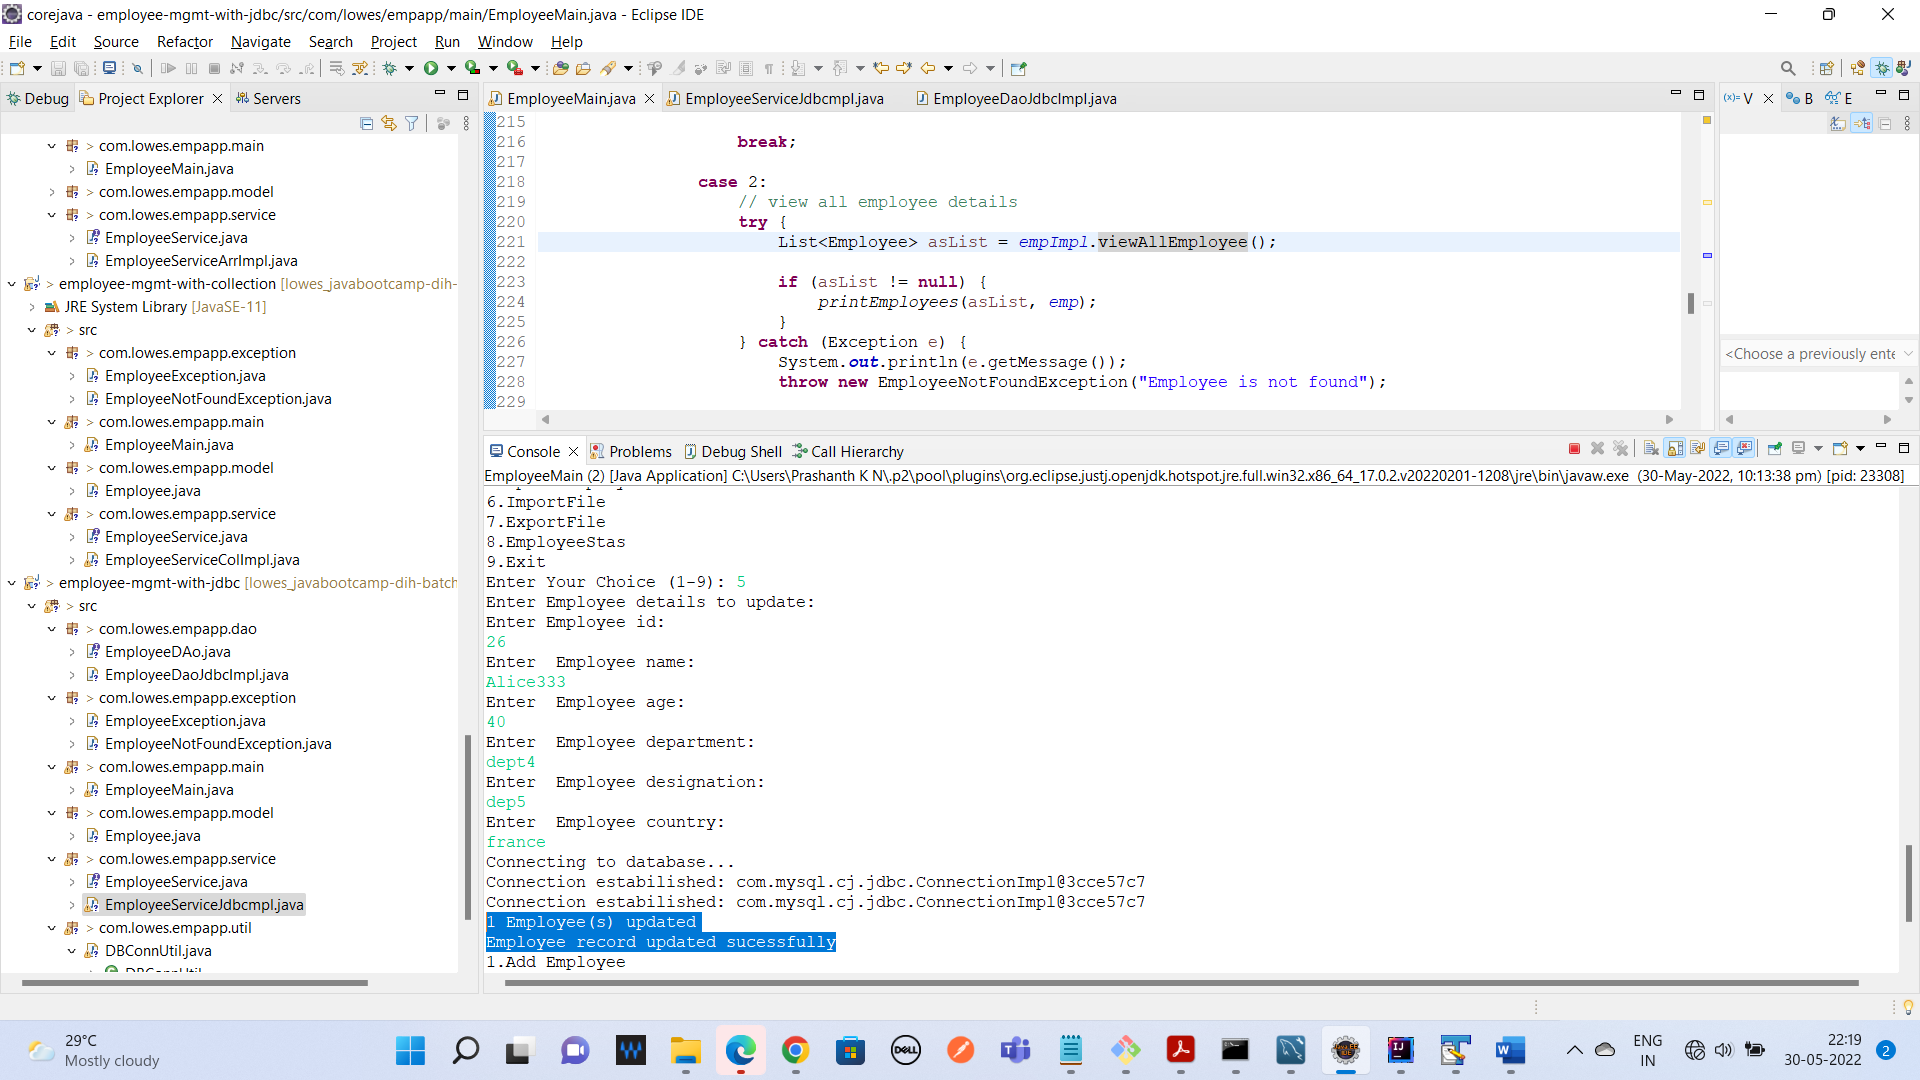 corejava - employee-mgmt-with-jdbc/src/com/lowes/empapp/main/EmployeeMain.java - Eclipse IDE
File Edit Source Refactor Navigate Search Project Run Window Help
Debug Project Explorer Servers
> com.lowes.empapp.main
EmployeeMain.java
> com.lowes.empapp.model
> com.lowes.empapp.service
EmployeeService.java
EmployeeServiceArrImpl.java
> employee-mgmt-with-collection [lowes_javabootcamp-dih-
JRE System Library [JavaSE-11]
> src
> com.lowes.empapp.exception
EmployeeException.java
EmployeeNotFoundException.java
> com.lowes.empapp.main
EmployeeMain.java
> com.lowes.empapp.model
Employee.java
> com.lowes.empapp.service
EmployeeService.java
EmployeeServiceColImpl.java
> employee-mgmt-with-jdbc [lowes_javabootcamp-dih-batch
> src
> com.lowes.empapp.dao
EmployeeDAo.java
EmployeeDaoJdbcImpl.java
> com.lowes.empapp.exception
EmployeeException.java
EmployeeNotFoundException.java
> com.lowes.empapp.main
EmployeeMain.java
> com.lowes.empapp.model
Employee.java
> com.lowes.empapp.service
EmployeeService.java
EmployeeServiceJdbcmpl.java
> com.lowes.empapp.util
DBConnUtil.java
EmployeeMain.java EmployeeServiceJdbcmpl.java EmployeeDaoJdbcImpl.java
215
216 break;
217
218 case 2:
219 // view all employee details
220 try {
221 List<Employee> asList = empImpl.viewAllEmployee();
222
223 if (asList != null) {
224 printEmployees(asList, emp);
225 }
226 } catch (Exception e) {
227 System.out.println(e.getMessage());
228 throw new EmployeeNotFoundException("Employee is not found");
229
(x)= V B E
<Choose a previously ente
Console Problems Debug Shell Call Hierarchy
EmployeeMain (2) [Java Application] C:\Users\Prashanth K N\.p2\pool\plugins\org.eclipse.justj.openjdk.hotspot.jre.full.win32.x86_64_17.0.2.v20220201-1208\jre\bin\javaw.exe (30-May-2022, 10:13:38 pm) [pid: 23308]
6.ImportFile
7.ExportFile
8.EmployeeStas
9.Exit
Enter Your Choice (1-9): 5
Enter Employee details to update:
Enter Employee id:
26
Enter  Employee name:
Alice333
Enter  Employee age:
40
Enter  Employee department:
dept4
Enter  Employee designation:
dep5
Enter  Employee country:
france
Connecting to database...
Connection estabilished: com.mysql.cj.jdbc.ConnectionImpl@3cce57c7
Connection estabilished: com.mysql.cj.jdbc.ConnectionImpl@3cce57c7
1 Employee(s) updated
Employee record updated sucessfully
1.Add Employee
29°C
Mostly cloudy
DELL
ENG
IN
22:19
30-05-2022
2